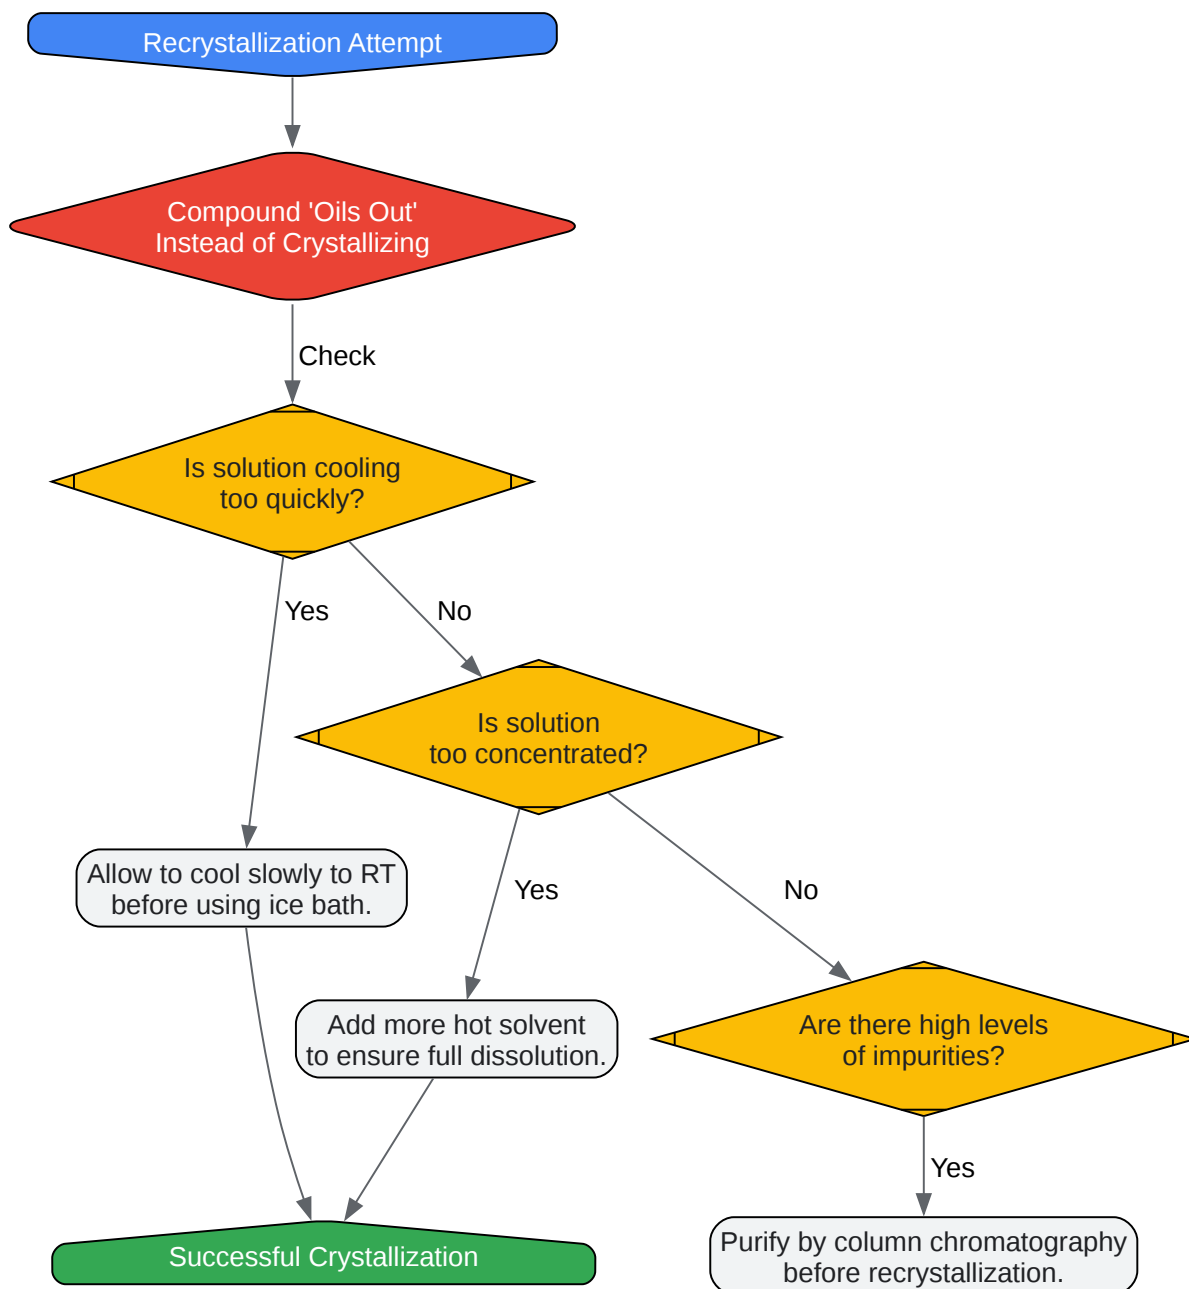 Recrystallization Attempt
Compound 'Oils Out'
Instead of Crystallizing
Check
Is solution cooling
too quickly?
Yes
No
Is solution
too concentrated?
Allow to cool slowly to RT
before using ice bath.
Yes
No
Add more hot solvent
to ensure full dissolution.
Are there high levels
of impurities?
Yes
Successful Crystallization
Purify by column chromatography
before recrystallization.